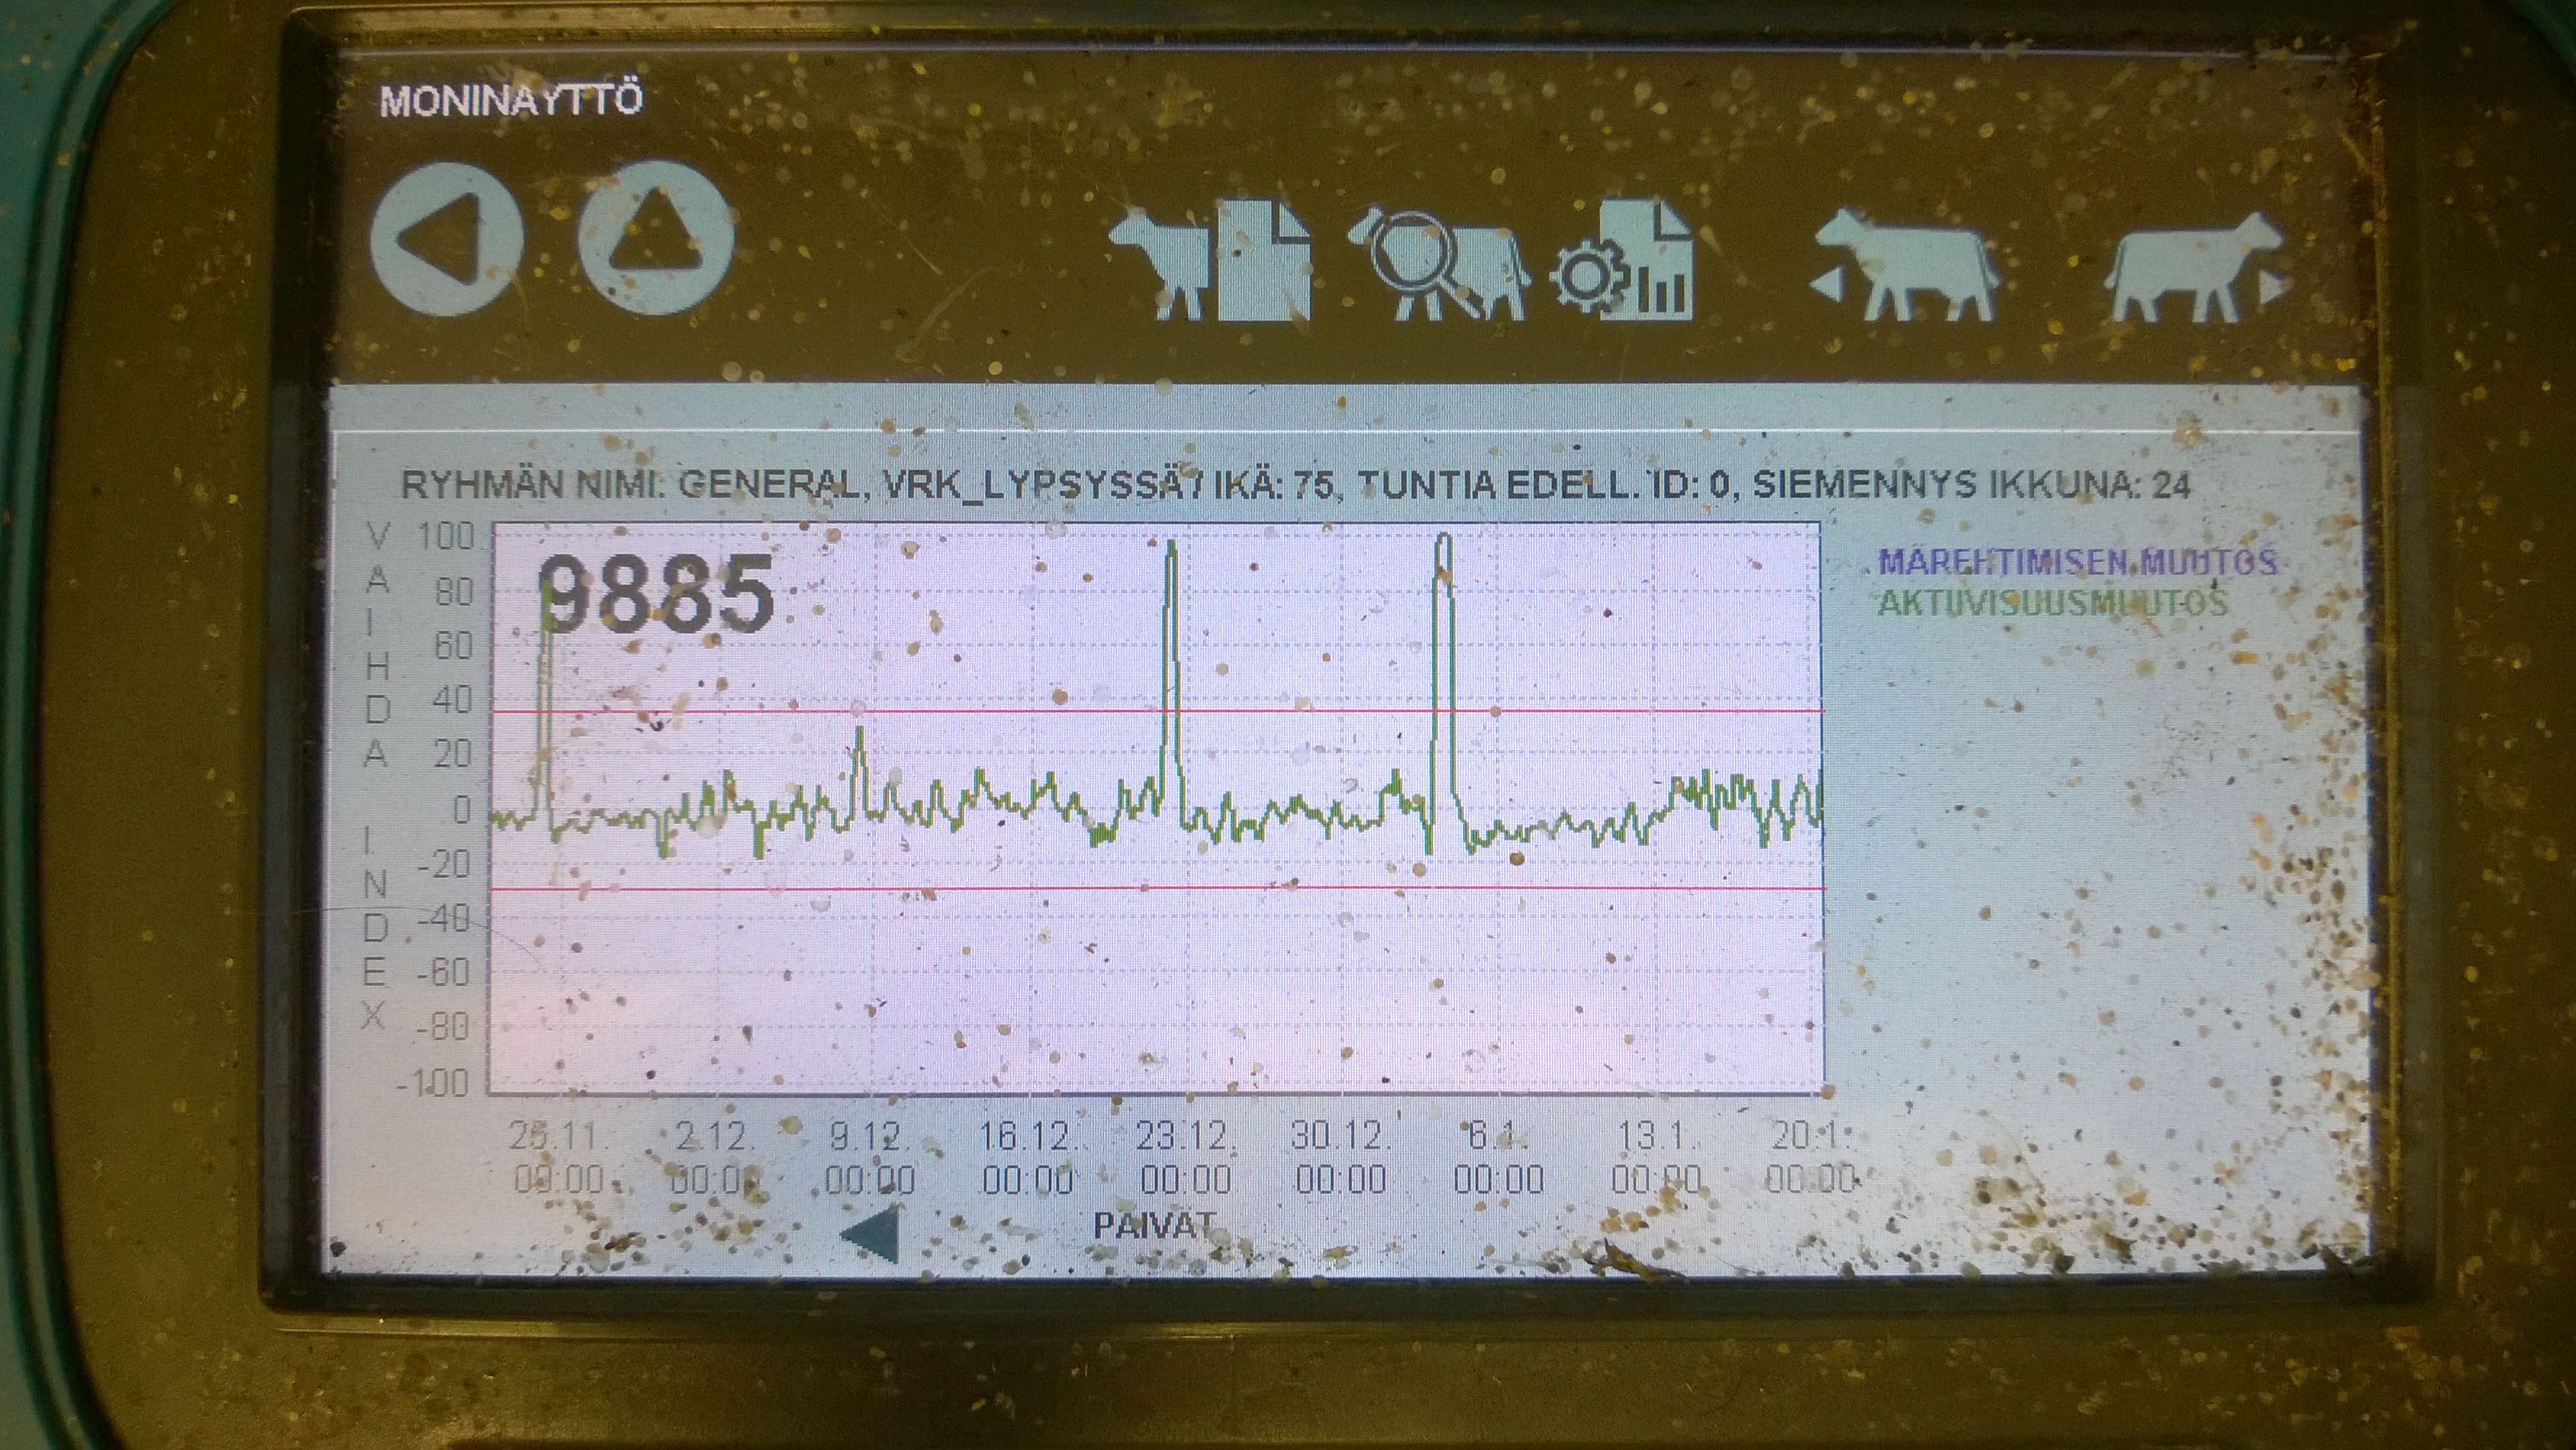 MONINAYTTÖ
RYHMÄN NIMI: GENERAL, VRK_LYPSYSSÄ / IKÄ: 75, TUNTIA EDELL. ID: 0, SIEMENNYS IKKUNA: 24
9885
MÄREHTIMISEN MUUTOS
AKTIIVISUUSMUUTOS
VAIHDA INDEX
100
80
60
40
20
0
-20
-40
-60
-80
-100
25.11. 2.12. 9.12. 16.12. 23.12. 30.12. 6.1. 13.1. 20.1.
00:00 00:00 00:00 00:00 00:00 00:00 00:00 00:00 00:00
PAIVAT